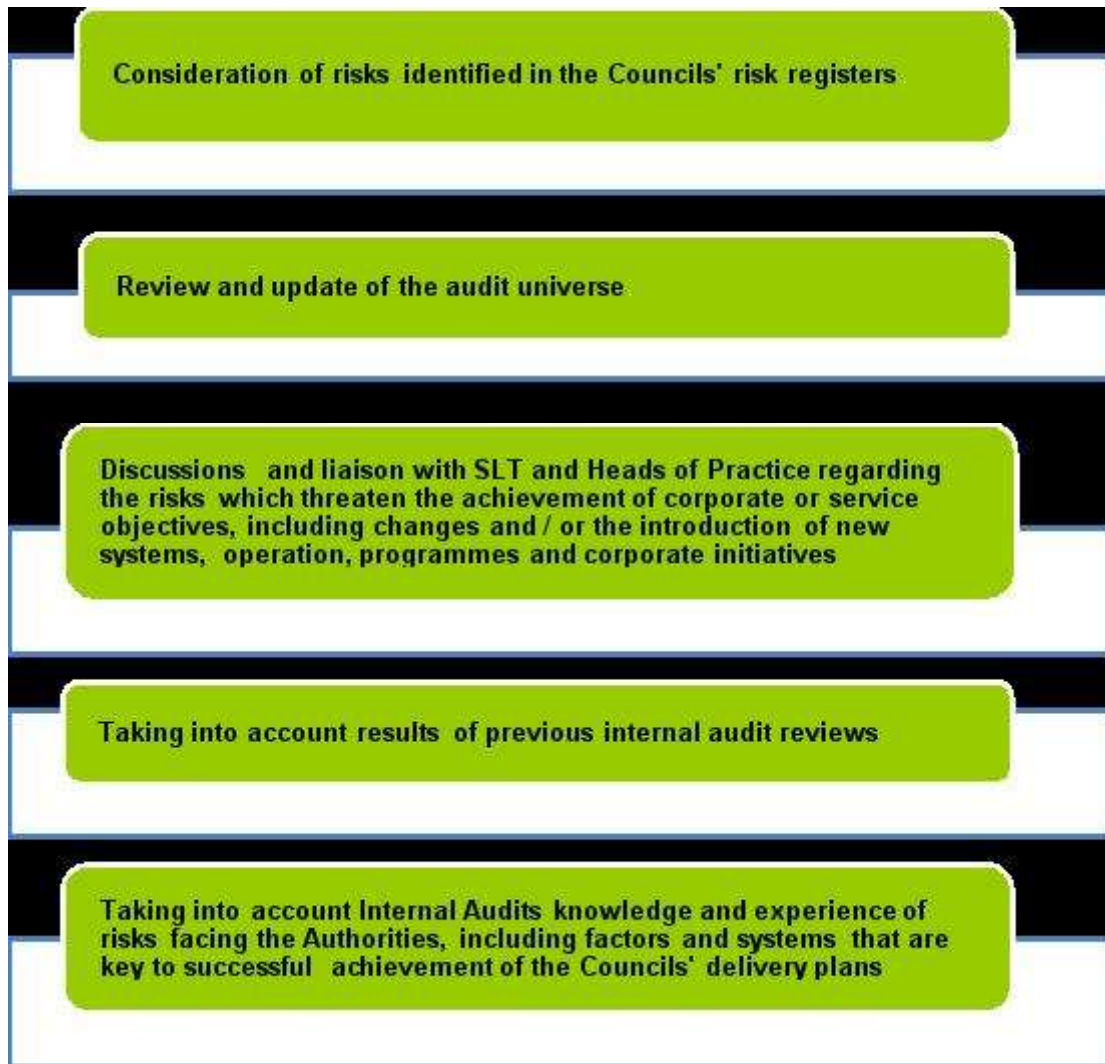 Consideration of risks identified in the Councils' risk registers
Review and update of the audit universe
Discussions and liaison with SLT and Heads of Practice regarding
the risks which threaten the achievement of corporate or service
objectives, including changes and / or the introduction of new
systems, operation, programmes and corporate initiatives
Taking into account results of previous internal audit reviews
Taking into account Internal Audits knowledge and experience of
risks facing the Authorities, including factors and systems that are
key to successful achievement of the Councils' delivery plans